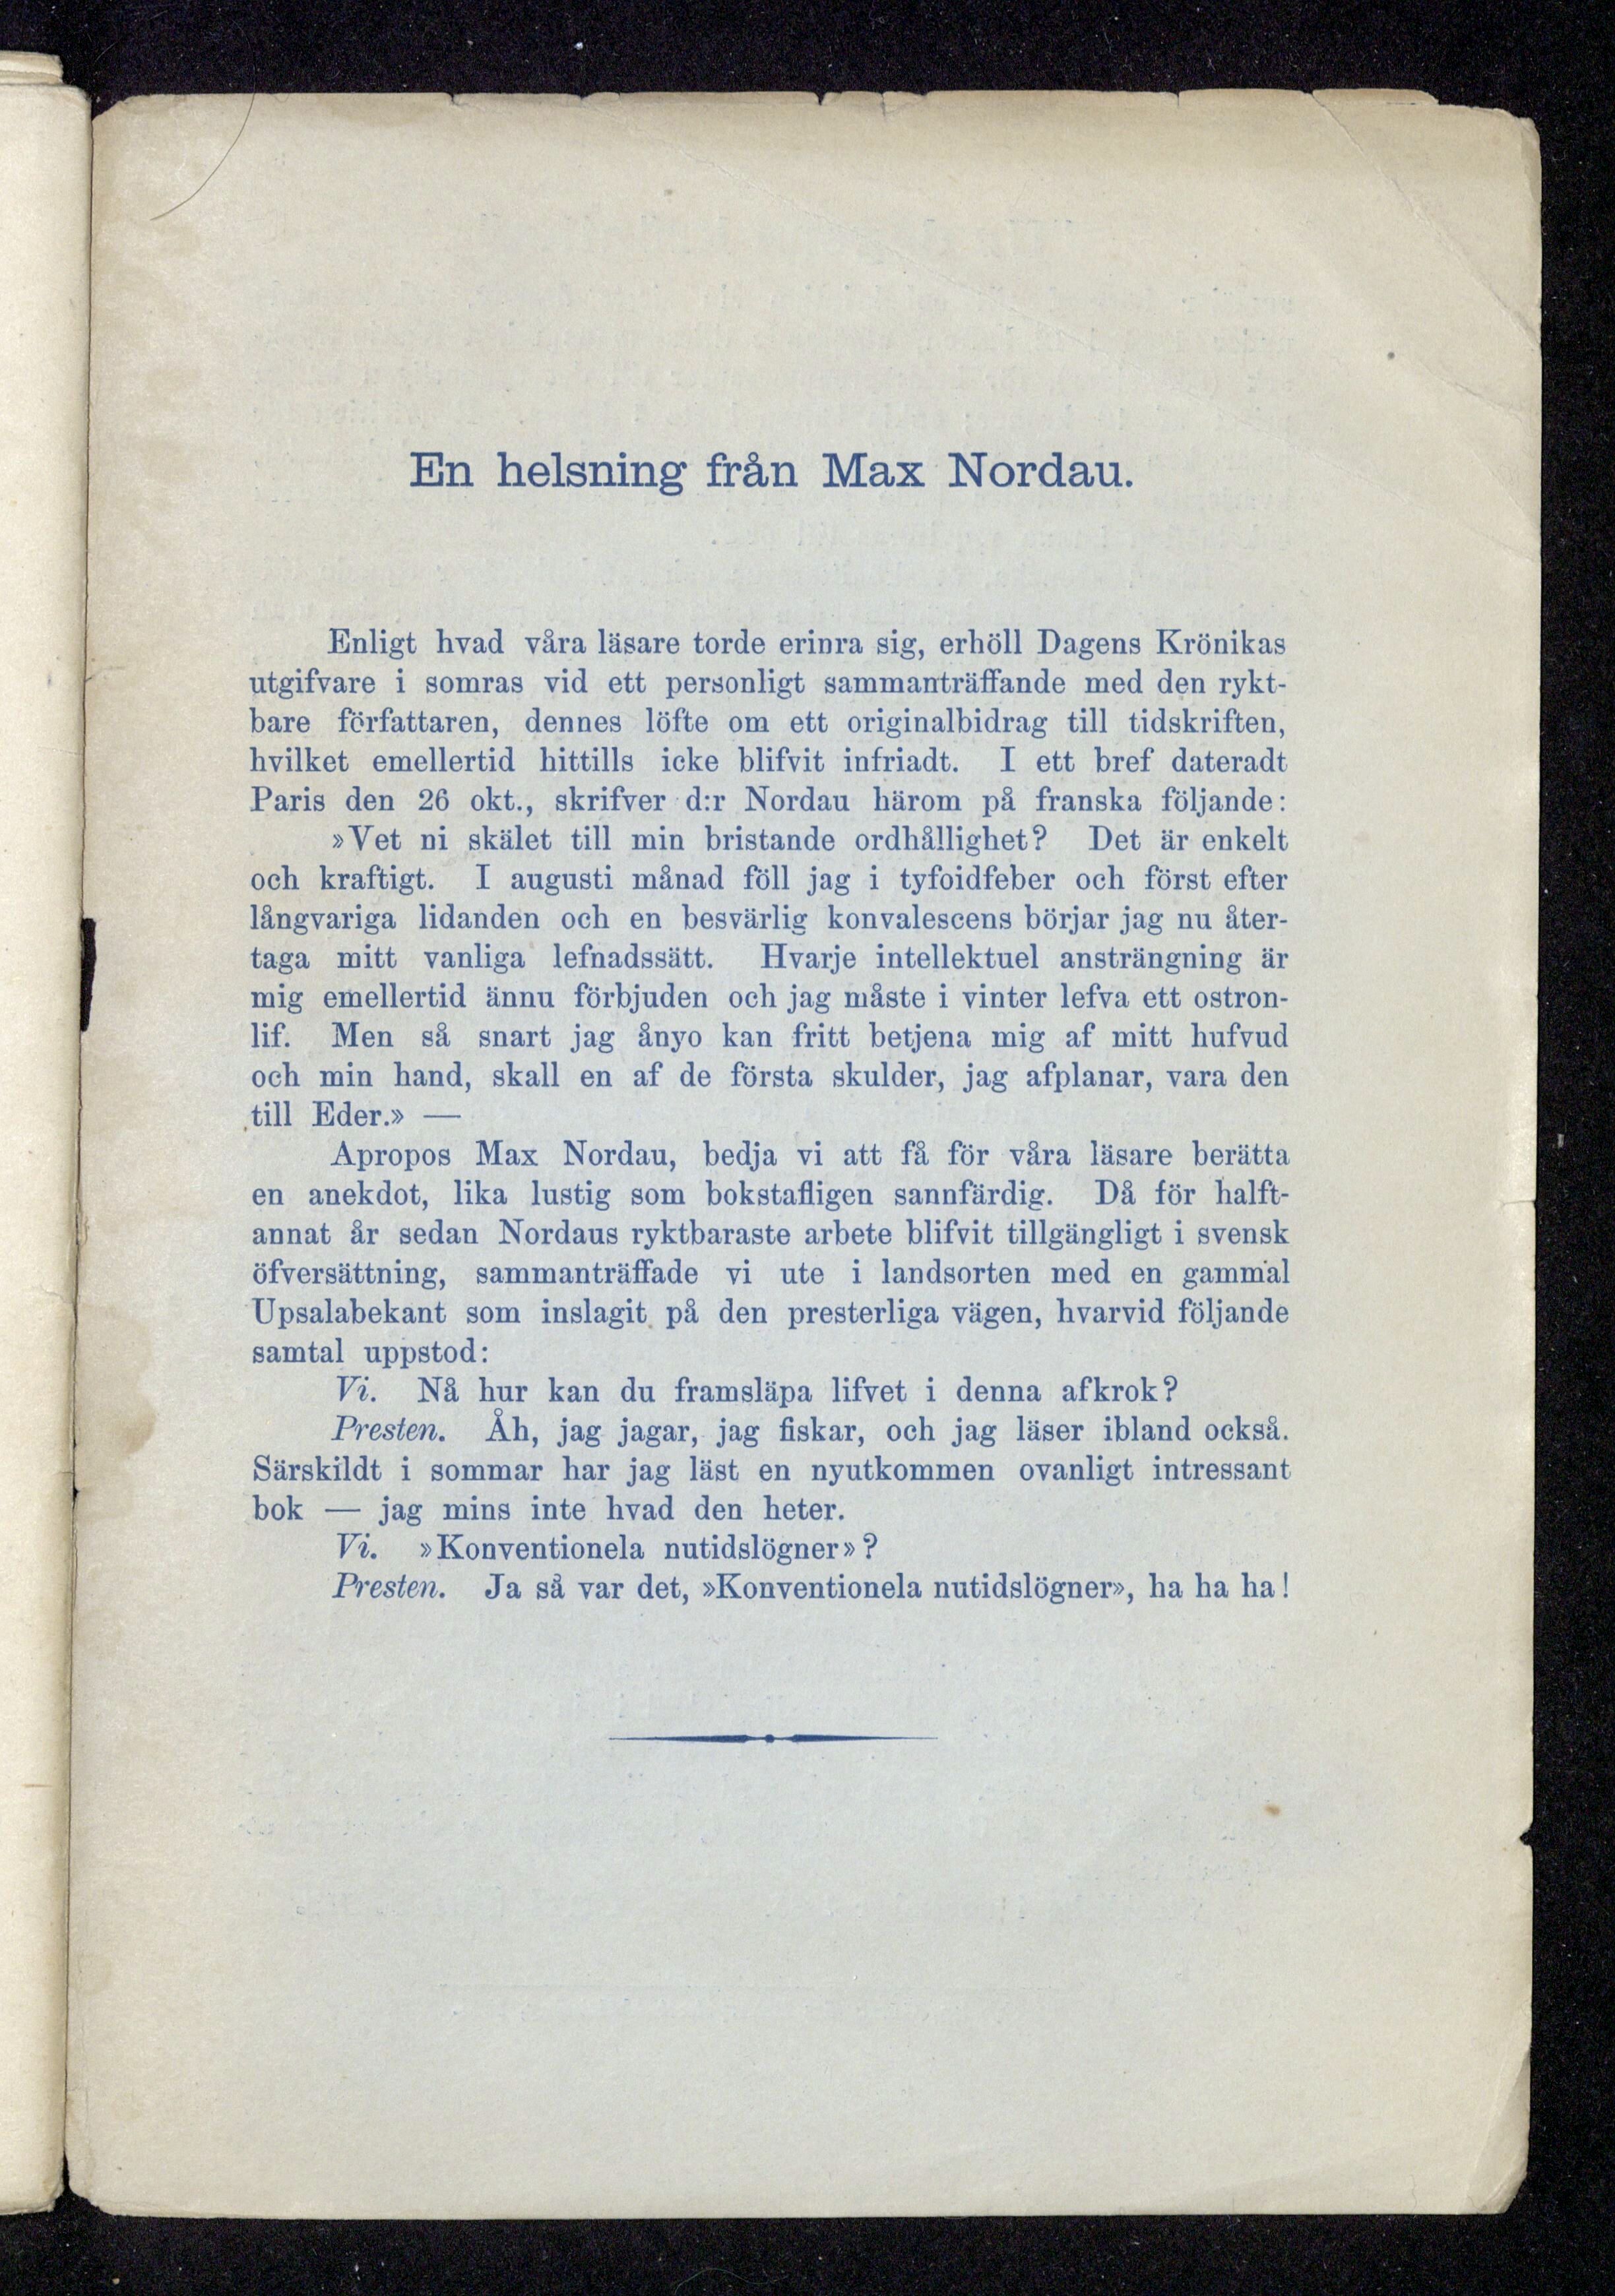 En helsning från Max Nordau.
Enligt hvad våra läsare torde erinra sig, erhöll Dagens Krönikas
utgifvare i somras vid ett personligt sammanträffande med den rykt-
bare författaren, dennes löfte om ett originalbidrag till tidskriften,
hvilket emellertid hittills icke blifvit infriadt. I ett bref dateradt
Paris den 26 okt., skrifver d:r Nordau härom på franska följande:
»Vet ni skälet till min bristande ordhållighet? Det är enkelt
och kraftigt. I augusti månad föll jag i tyfoidfeber och först efter
långvariga lidanden och en besvärlig konvalescens börjar jag nu åter-
taga mitt vanliga lefnadssätt. Hvarje intellektuel ansträngning är
mig emellertid ännu förbjuden och jag måste i vinter lefva ett ostron-
lif. Men så snart jag ånyo kan fritt betjena mig af mitt hufvud
och min hand, skall en af de första skulder, jag afplanar, vara den
till Eder.» —
Apropos Max Nordau, bedja vi att få för våra läsare berätta
en anekdot, lika lustig som bokstafligen sannfärdig. Då för halft-
annat år sedan Nordaus ryktbaraste arbete blifvit tillgängligt i svensk
öfversättning, sammanträffade vi ute i landsorten med en gammal
Upsalabekant som inslagit på den presterliga vägen, hvarvid följande
samtal uppstod:
Vi. Nå hur kan du framsläpa lifvet i denna afkrok?
Presten. Åh, jag jagar, jag fiskar, och jag läser ibland också.
Särskildt i sommar har jag läst en nyutkommen ovanligt intressant
bok — jag mins inte hvad den heter.
Vi. »Konventionela nutidslögner»?
Presten. Ja så var det, »Konventionela nutidslögner», ha ha ha!